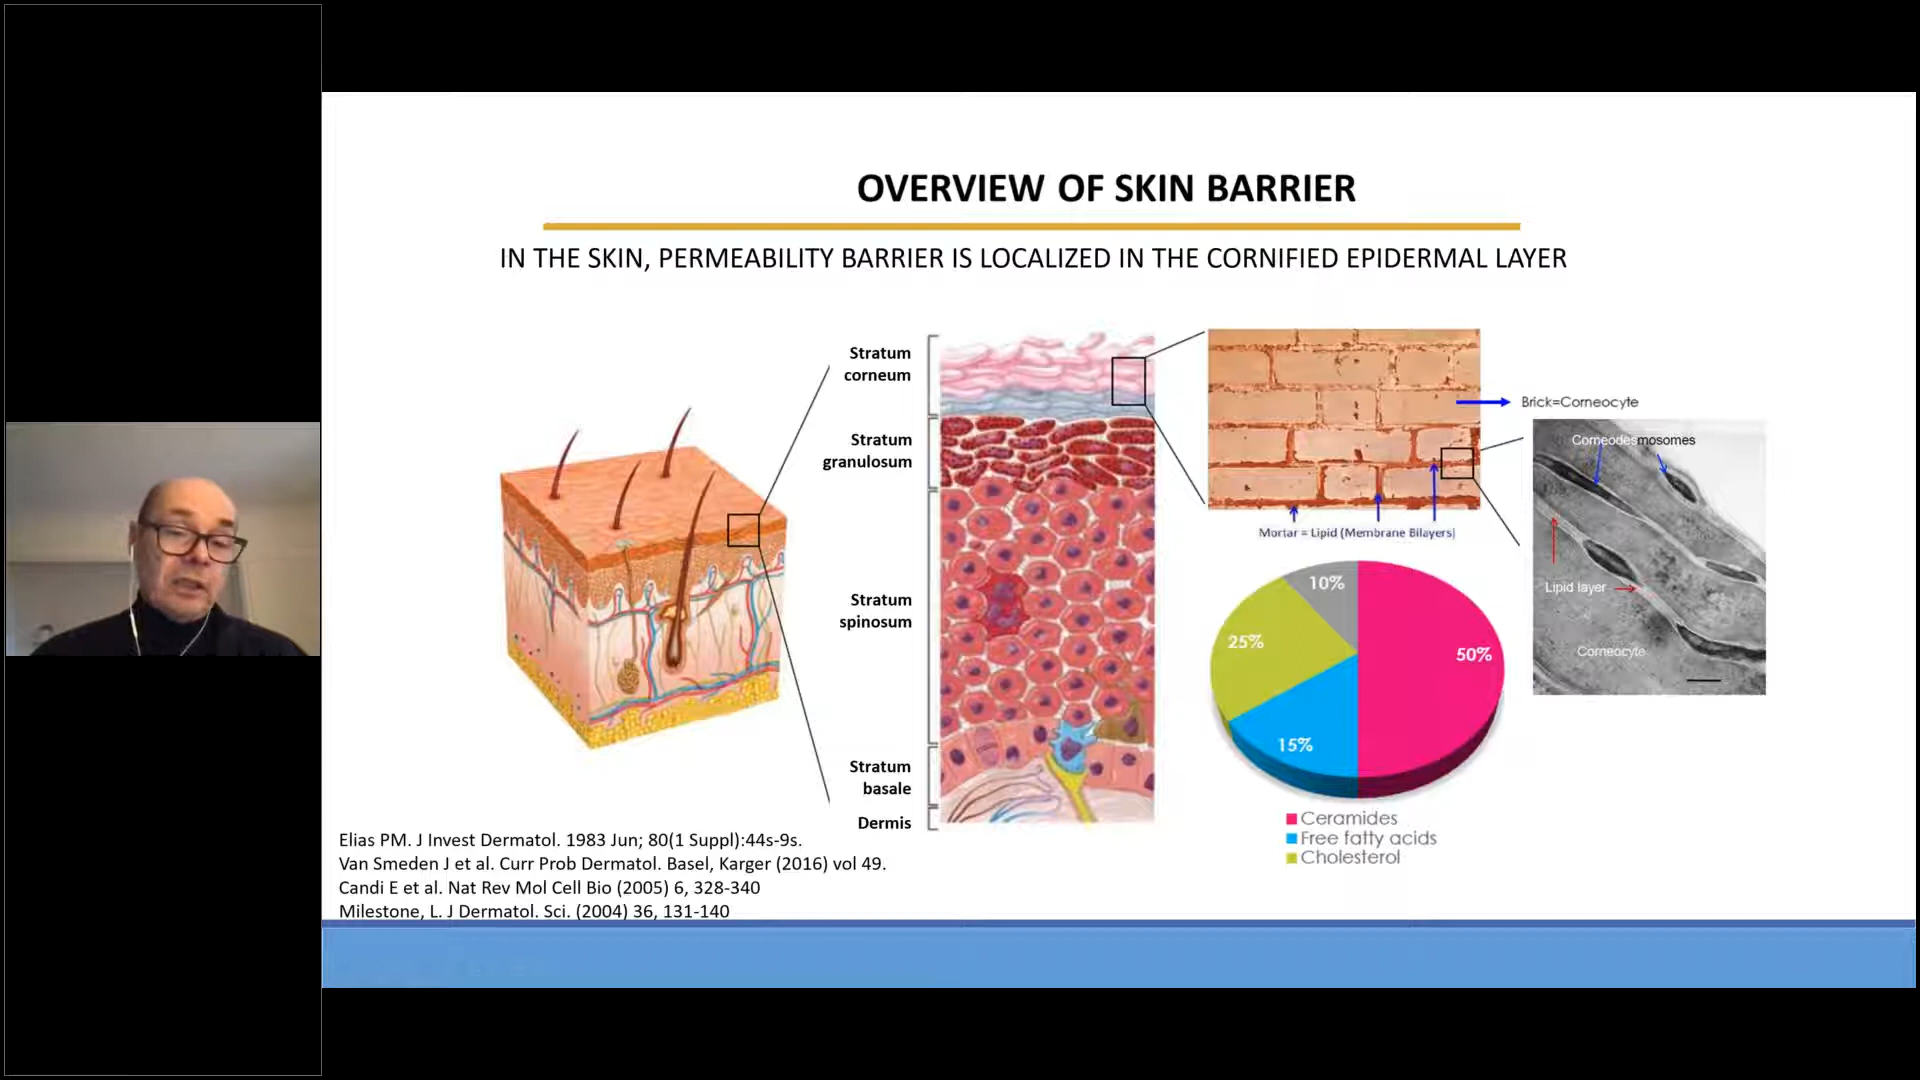 OVERVIEW OF SKIN BARRIER
IN THE SKIN, PERMEABILITY BARRIER IS LOCALIZED IN THE CORNIFIED EPIDERMAL LAYER
Stratum
corneum
Stratum
granulosum
Stratum
spinosum
Stratum
basale
Dermis
Brick=Corneocyte
Mortar = Lipid (Membrane Bilayers)
Corneodesmosomes
Lipid layer
Corneocyte
10%
25%
50%
15%
Ceramides
Free fatty acids
Cholesterol
Elias PM. J Invest Dermatol. 1983 Jun; 80(1 Suppl):44s-9s.
Van Smeden J et al. Curr Prob Dermatol. Basel, Karger (2016) vol 49.
Candi E et al. Nat Rev Mol Cell Bio (2005) 6, 328-340
Milestone, L. J Dermatol. Sci. (2004) 36, 131-140